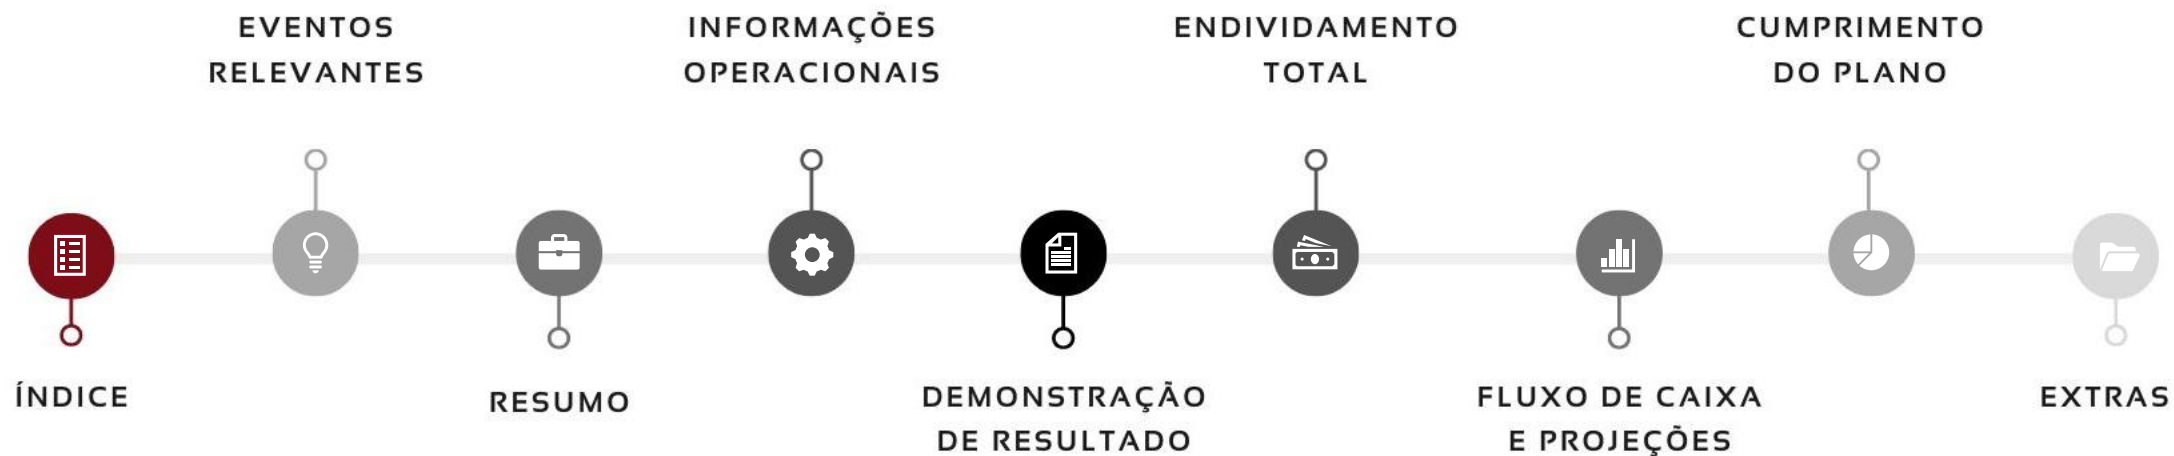 ÍNDICE
EVENTOS
RELEVANTES
RESUMO
INFORMAÇÕES
OPERACIONAIS
DEMONSTRAÇÃO
DE RESULTADO
ENDIVIDAMENTO
TOTAL
FLUXO DE CAIXA
E PROJEÇÕES
CUMPRIMENTO
DO PLANO
EXTRAS